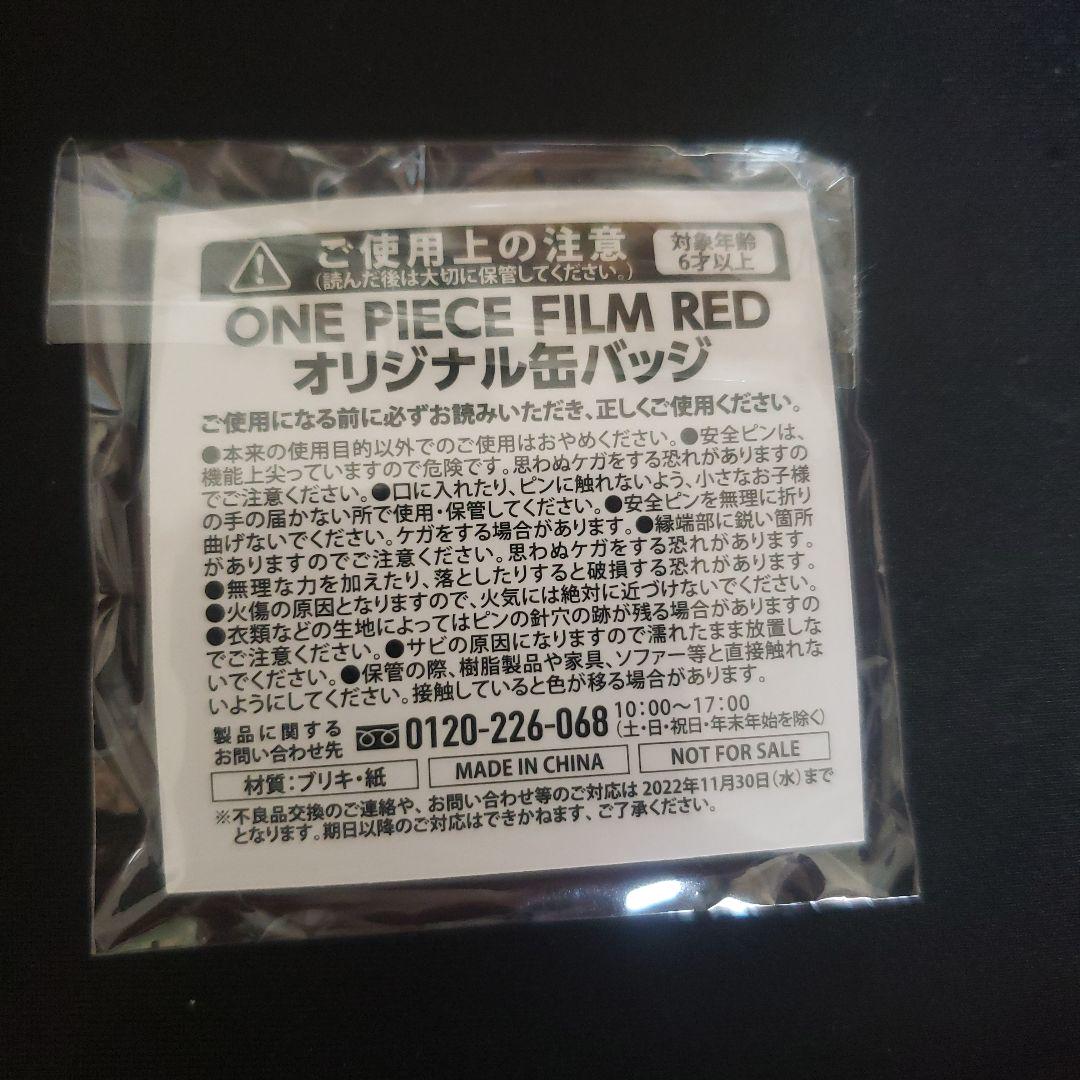 ご使用上の注意
(読んだ後は大切に保管してください。)
対象年齢
6才以上
ONE PIECE FILM RED
オリジナル缶バッジ
ご使用になる前に必ずお読みいただき、正しくご使用ください。
●本来の使用目的以外でのご使用はおやめください。●安全ピンは、
機能上尖っていますので危険です。思わぬケガをする恐れがありますの
でご注意ください。●口に入れたり、ピンに触れないよう、小さなお子様
の手の届かない所で使用・保管してください。●安全ピンを無理に折り
曲げないでください。ケガをする場合があります。●縁端部に鋭い箇所
がありますのでご注意ください。思わぬケガをする恐れがあります。
●無理な力を加えたり、落としたりすると破損する恐れがあります。
●火傷の原因となりますので、火気には絶対に近づけないでください。
●衣類などの生地によってはピンの針穴の跡が残る場合がありますの
でご注意ください。●サビの原因になりますので濡れたまま放置しな
いでください。●保管の際、樹脂製品や家具、ソファー等と直接触れな
いようにしてください。接触していると色が移る場合があります。
製品に関する
お問い合わせ先
0120-226-068
10:00〜17:00
(土・日・祝日・年末年始を除く)
材質:ブリキ・紙
MADE IN CHINA
NOT FOR SALE
※不良品交換のご連絡や、お問い合わせ等のご対応は 2022年11月30日(水)まで
となります。期日以降のご対応はできかねます、ご了承ください。